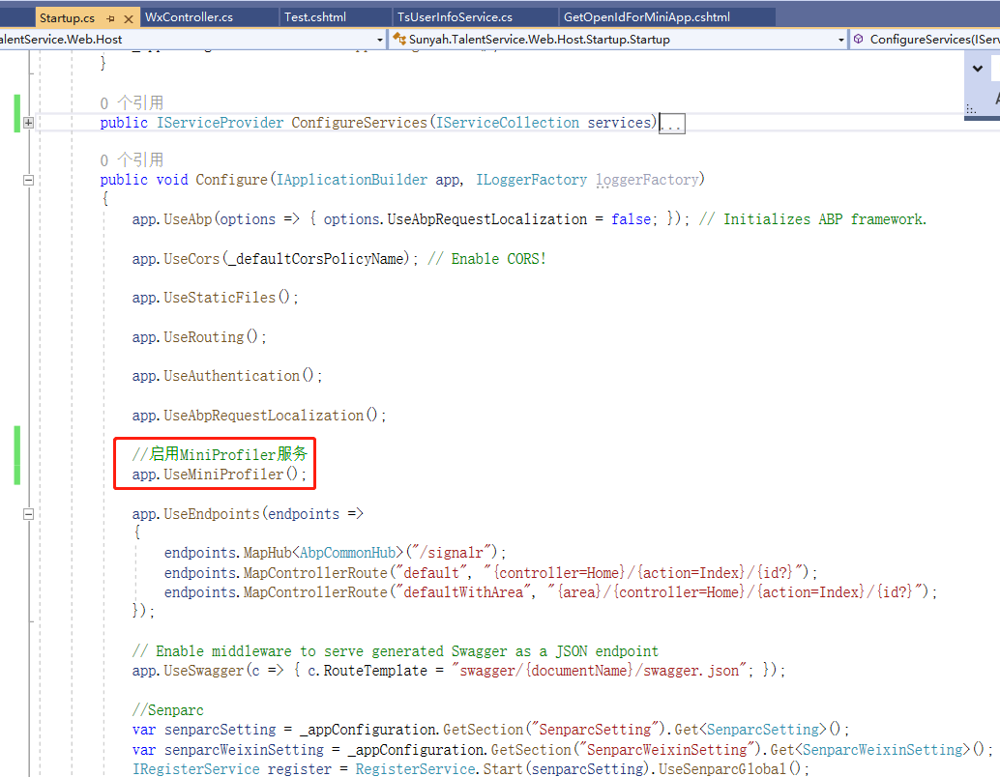 Startup.cs WxController.cs Test.cshtml TsUserInfoService.cs GetOpenIdForMiniApp.cshtml
alentService.Web.Host Sunyah.TalentService.Web.Host.Startup.Startup ConfigureServices(ISer
}
0 个引用
public IServiceProvider ConfigureServices(IServiceCollection services)...
0 个引用
public void Configure(IApplicationBuilder app, ILoggerFactory loggerFactory)
{
app.UseAbp(options => { options.UseAbpRequestLocalization = false; }); // Initializes ABP framework.
app.UseCors(_defaultCorsPolicyName); // Enable CORS!
app.UseStaticFiles();
app.UseRouting();
app.UseAuthentication();
app.UseAbpRequestLocalization();
//启用MiniProfiler服务
app.UseMiniProfiler();
app.UseEndpoints(endpoints =>
{
endpoints.MapHub<AbpCommonHub>("/signalr");
endpoints.MapControllerRoute("default", "{controller=Home}/{action=Index}/{id?}");
endpoints.MapControllerRoute("defaultWithArea", "{area}/{controller=Home}/{action=Index}/{id?}");
});
// Enable middleware to serve generated Swagger as a JSON endpoint
app.UseSwagger(c => { c.RouteTemplate = "swagger/{documentName}/swagger.json"; });
//Senparc
var senparcSetting = _appConfiguration.GetSection("SenparcSetting").Get<SenparcSetting>();
var senparcWeixinSetting = _appConfiguration.GetSection("SenparcWeixinSetting").Get<SenparcWeixinSetting>();
IRegisterService register = RegisterService.Start(senparcSetting).UseSenparcGlobal();